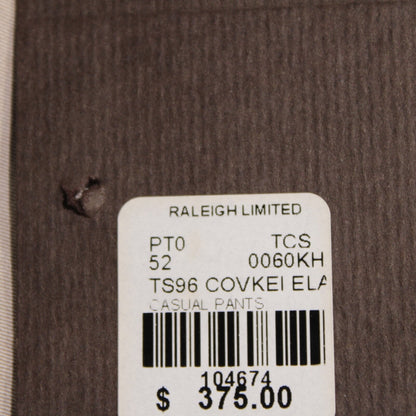 RALEIGH LIMITED
PT0 TCS
52 0060KH
TS96 COVKEI ELA
CASUAL PANTS
104674
$ 375.00